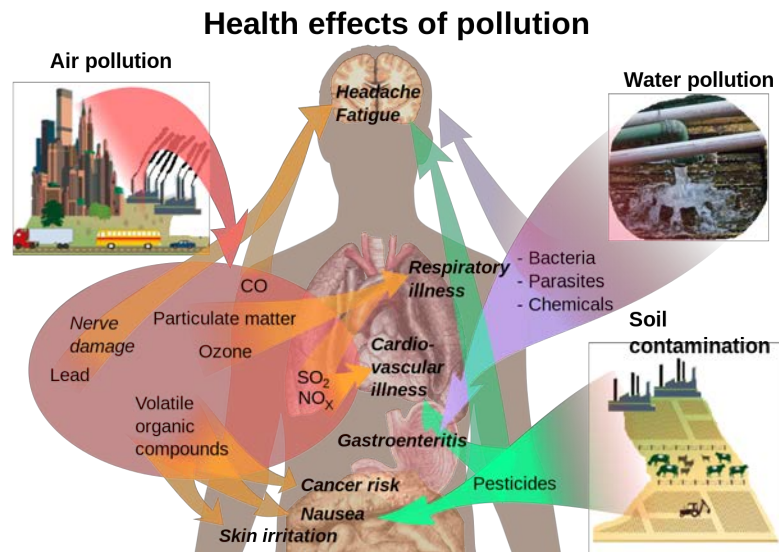 Health effects of pollution
Air pollution
Water pollution
Headache
Fatigue
- Bacteria
- Parasites
- Chemicals
CO
Respiratory
illness
Particulate matter
Nerve
damage
Ozone
Lead
Soil
contamination
Cardio-
vascular
illness
SO2
NOX
Volatile
organic
compounds
Gastroenteritis
Cancer risk
Pesticides
Nausea
Skin irritation